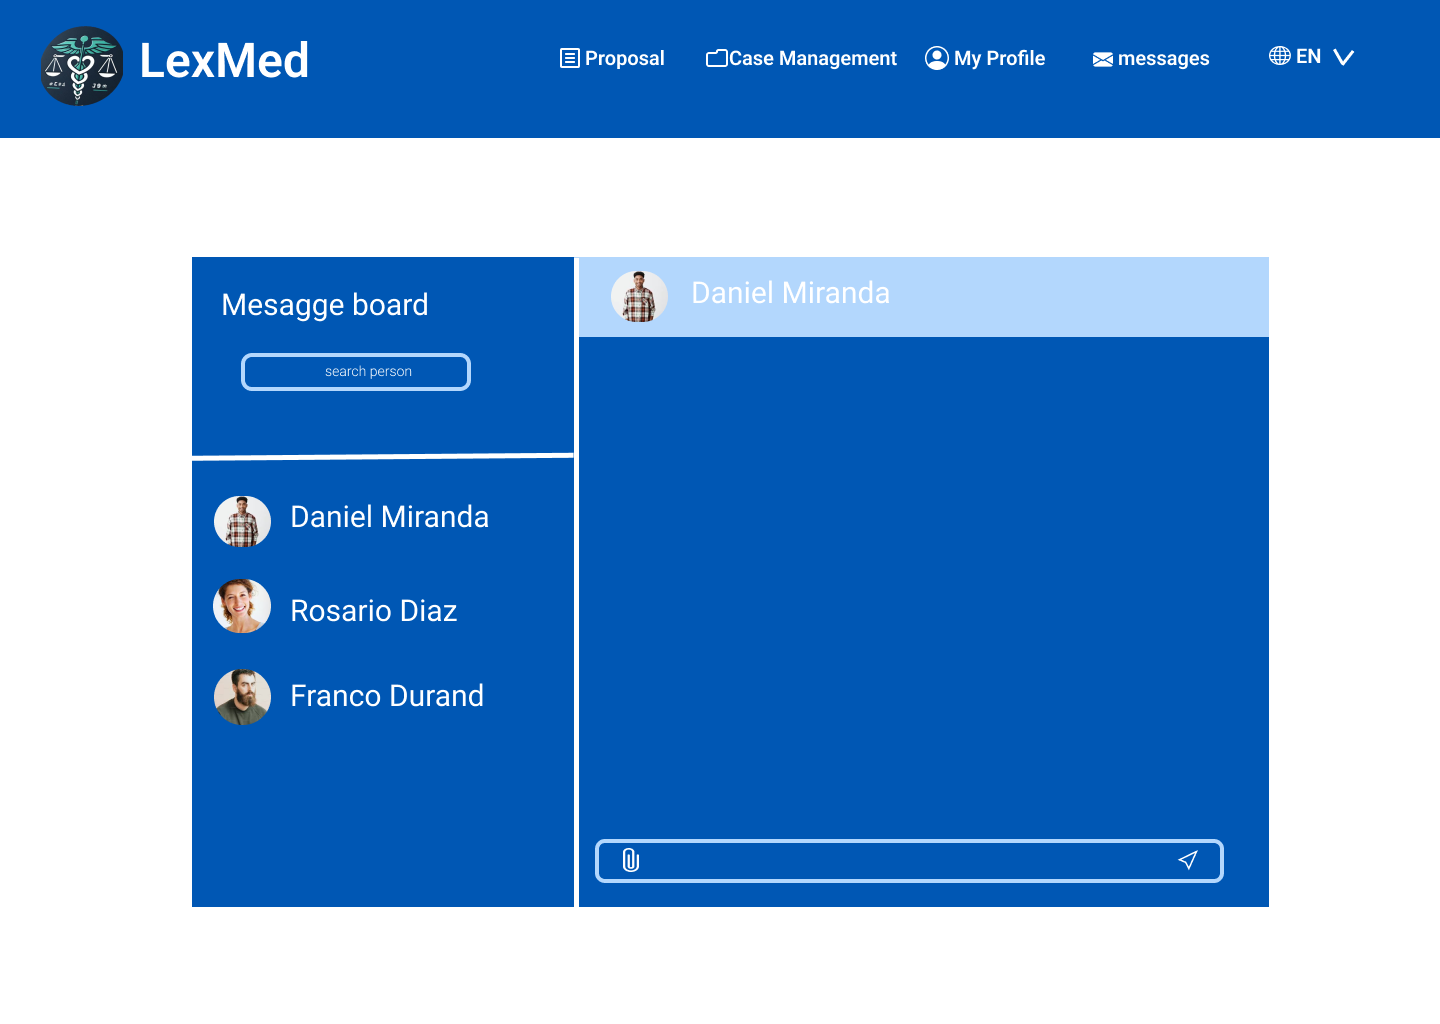 LexMed
Proposal
Case Management
My Profile
messages
EN
Mesagge board
search person
Daniel Miranda
Rosario Diaz
Franco Durand
Daniel Miranda